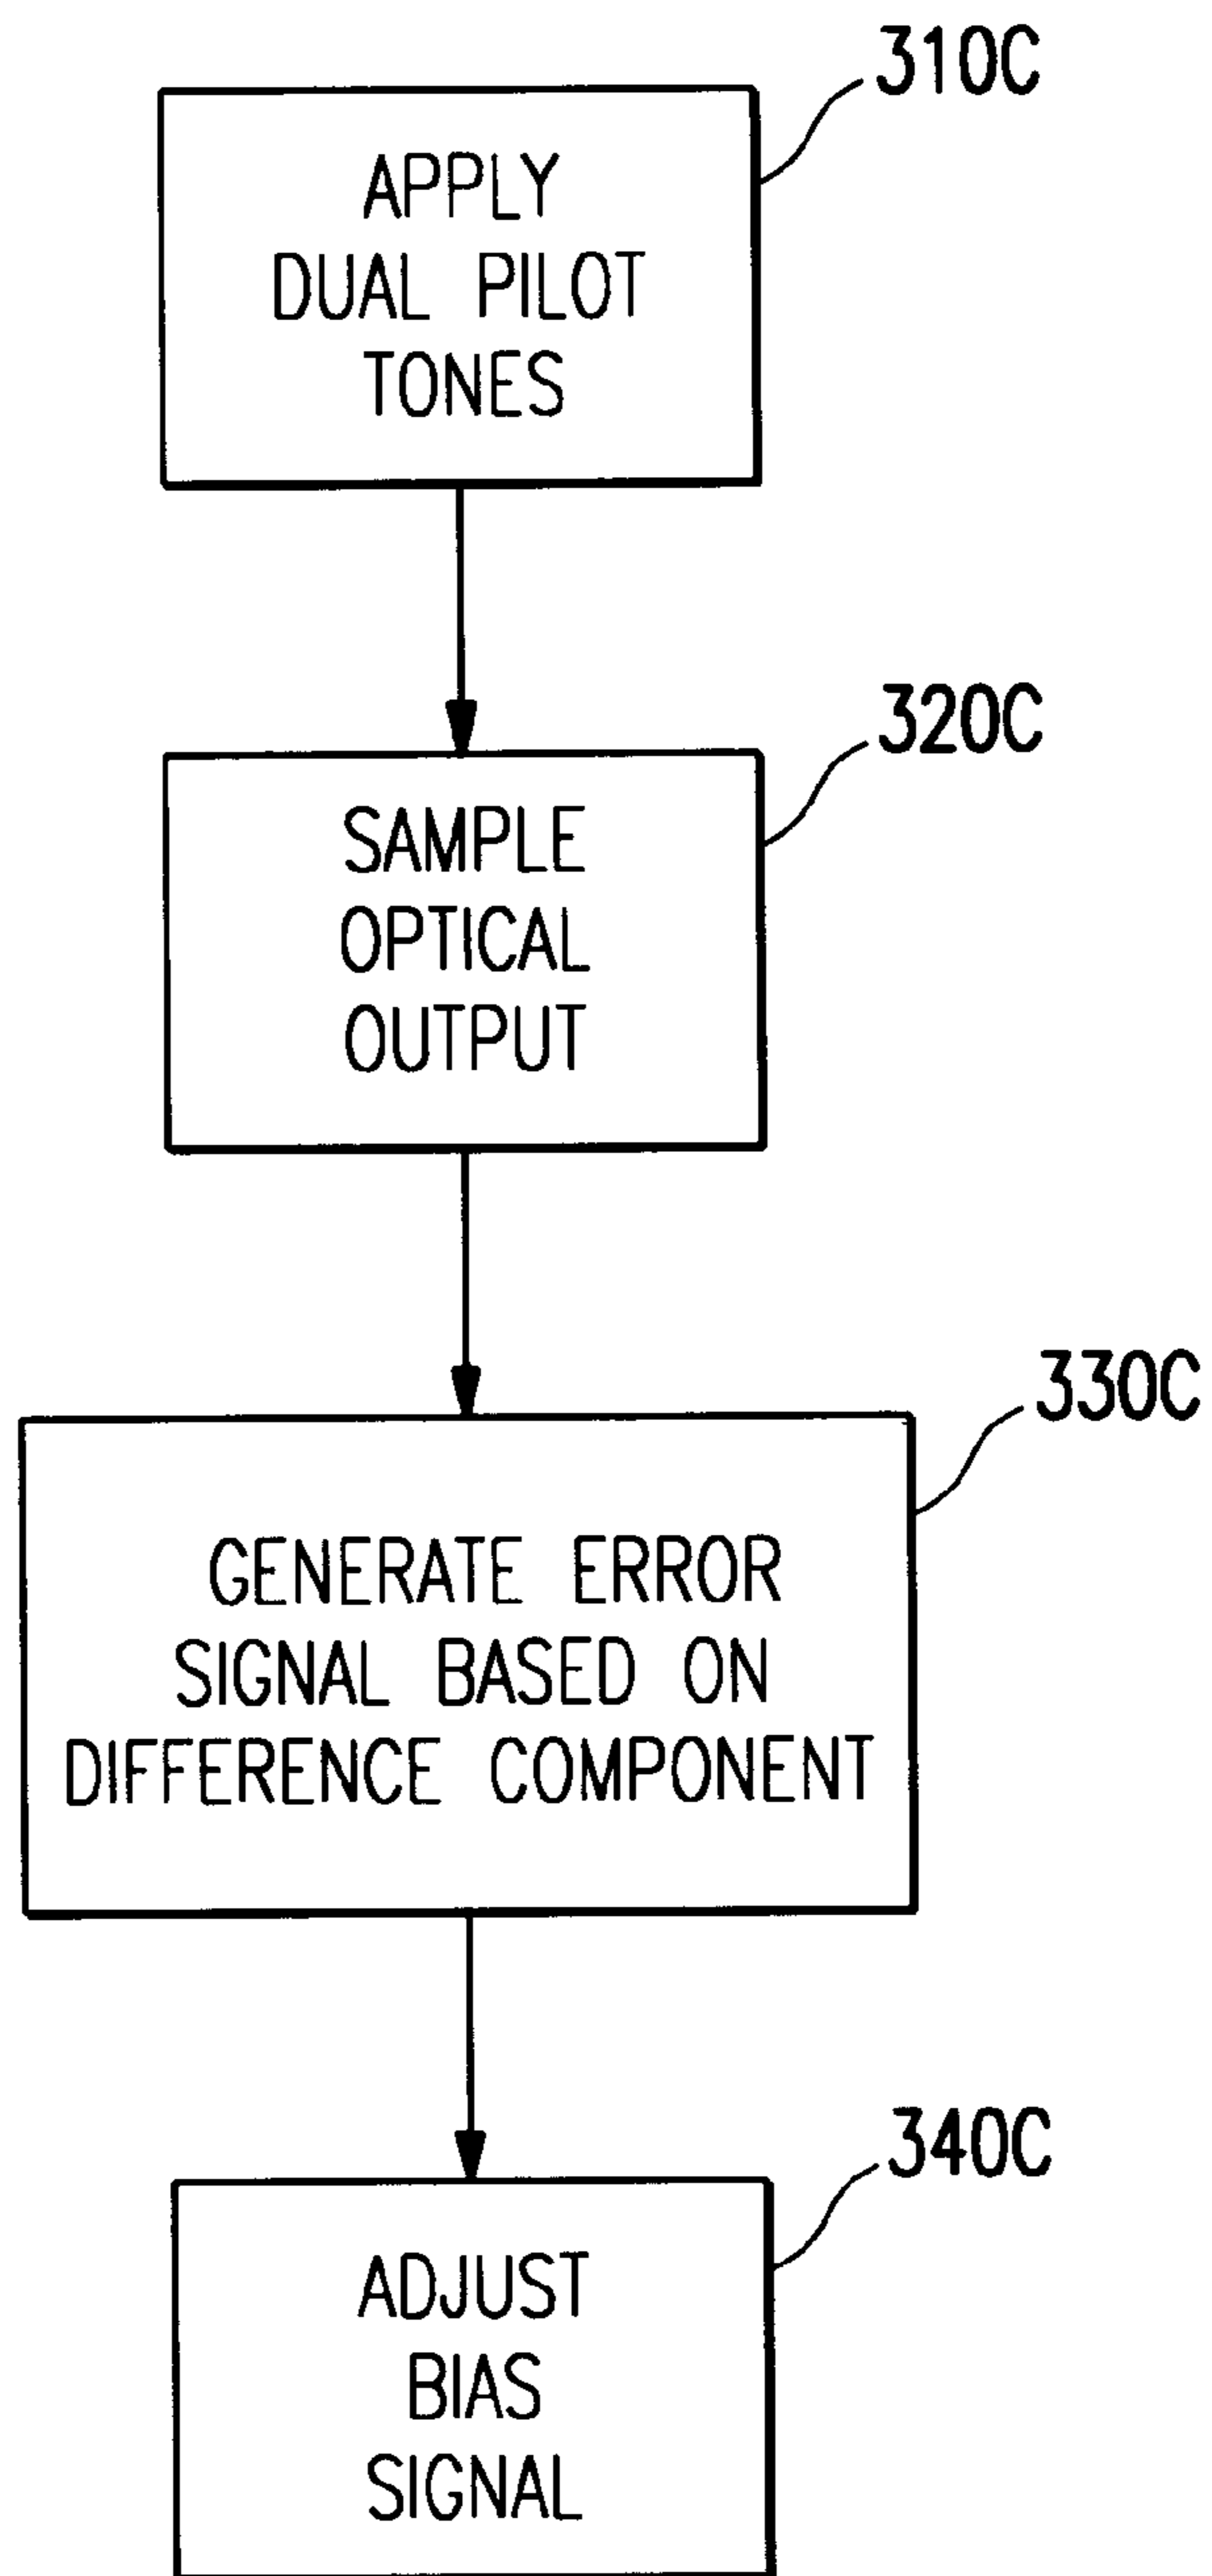 310C
APPLY
DUAL PILOT
TONES
320C
SAMPLE
OPTICAL
OUTPUT
330C
GENERATE ERROR
SIGNAL BASED ON
DIFFERENCE COMPONENT
340C
ADJUST
BIAS
SIGNAL